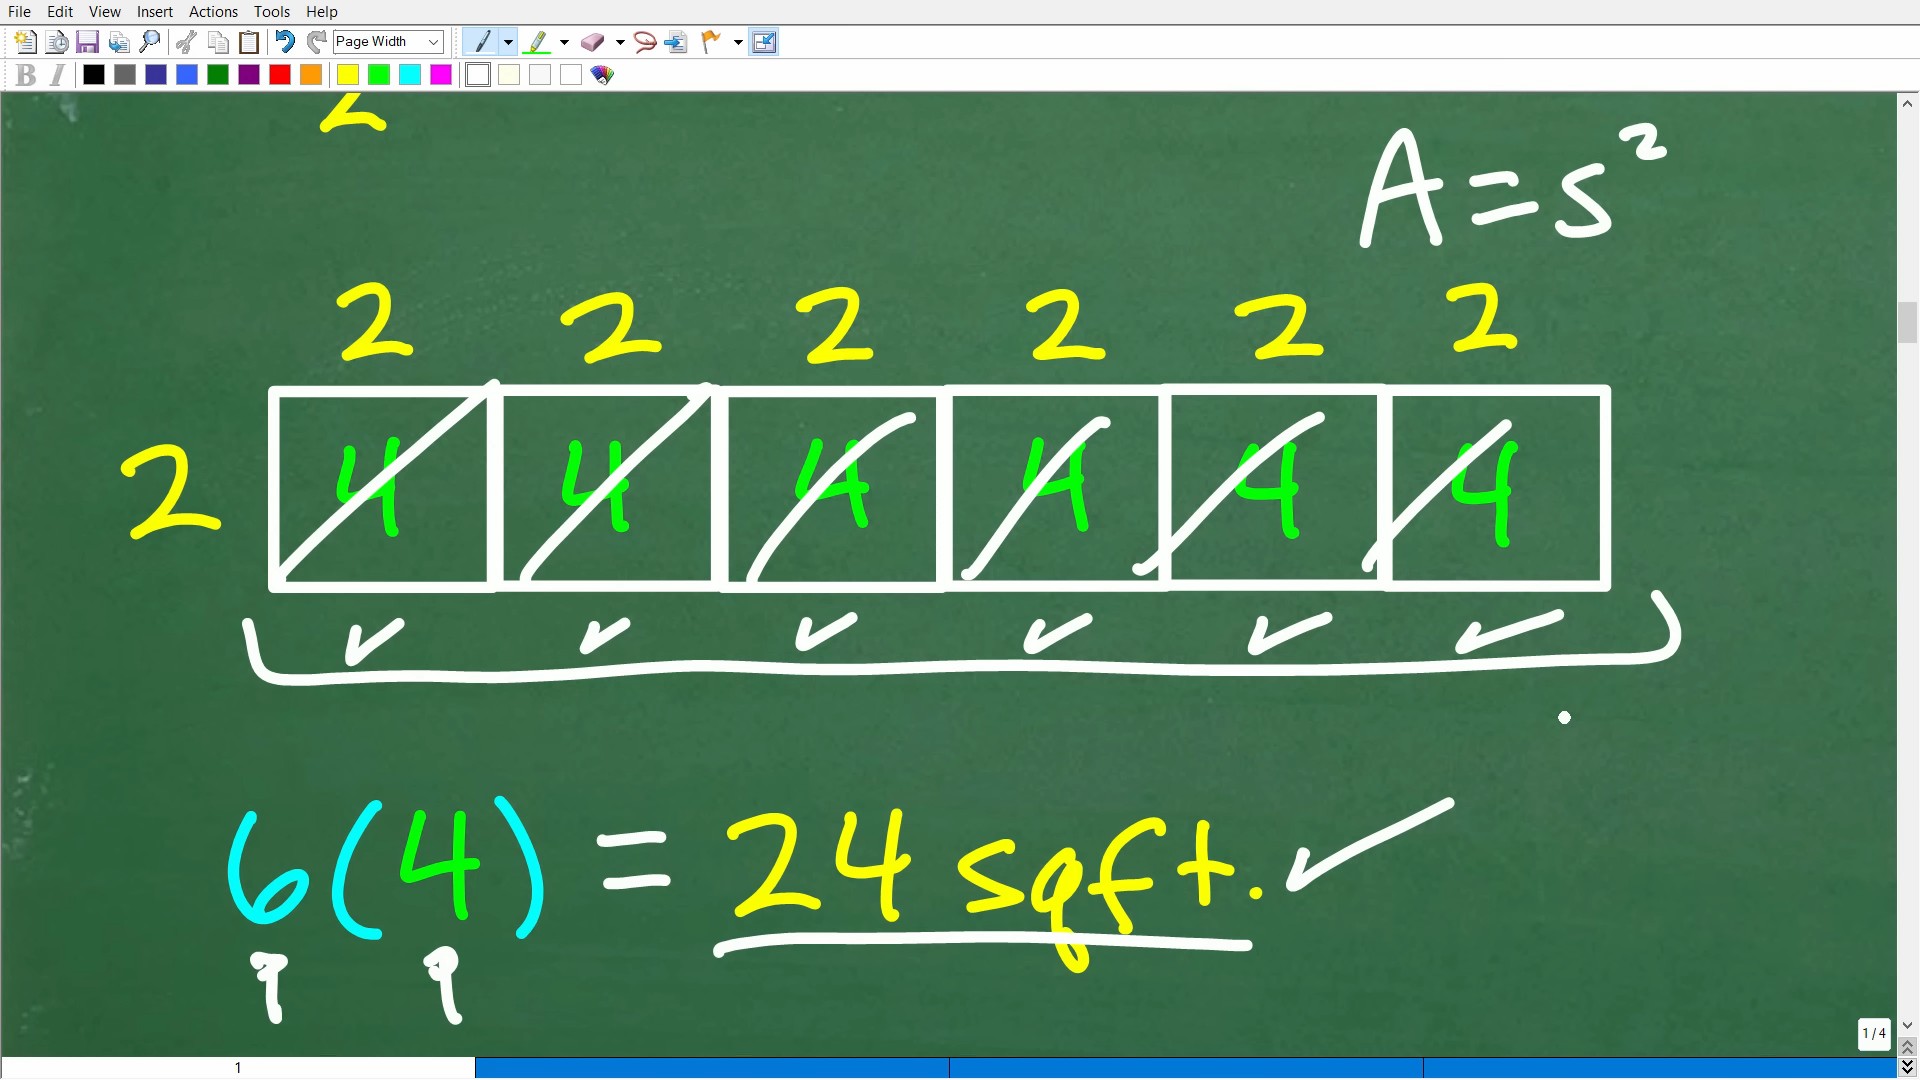 File Edit View Insert Actions Tools Help
Page Width
B I
2
A = s²
2 2 2 2 2 2
2 4 4 4 4 4 4
6(4) = 24 sqft.
1 / 4
1